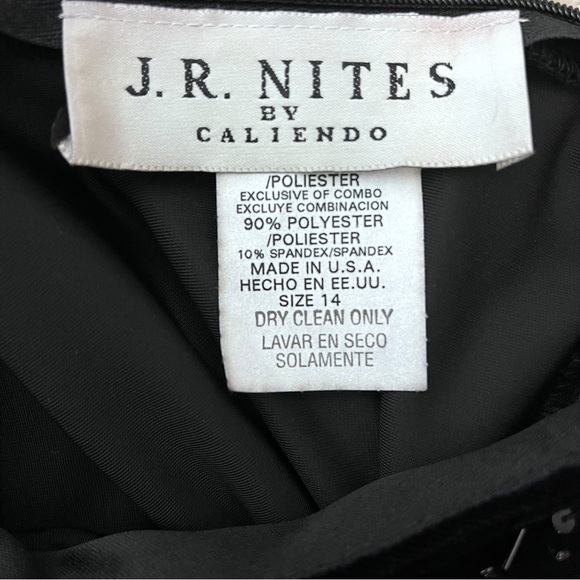 J.R. NITES
BY
CALIENDO
/POLIESTER
EXCLUSIVE OF COMBO
EXCLUYE COMBINACION
90% POLYESTER
/POLIESTER
10% SPANDEX/SPANDEX
MADE IN U.S.A.
HECHO EN EE.UU.
SIZE 14
DRY CLEAN ONLY
LAVAR EN SECO
SOLAMENTE